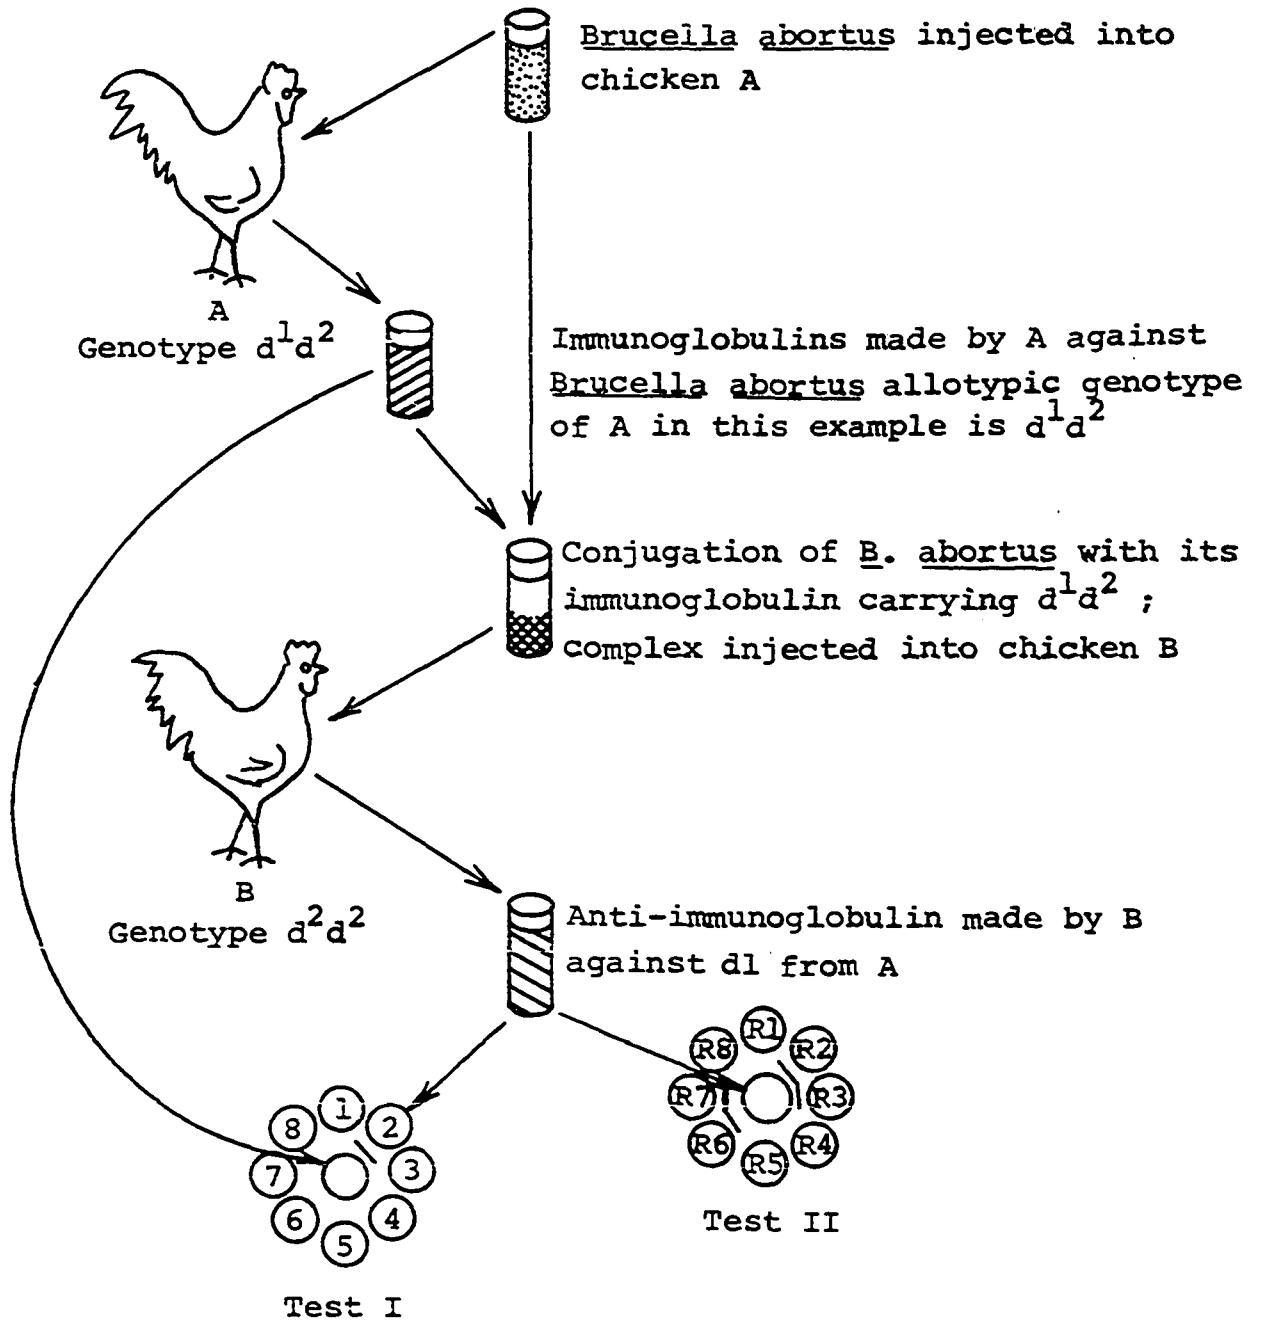 Brucella abortus injected into
chicken A
A
Genotype d¹d²
Immunoglobulins made by A against
Brucella abortus allotypic genotype
of A in this example is d¹d²
Conjugation of B. abortus with its
immunoglobulin carrying d¹d² ;
complex injected into chicken B
B
Genotype d²d²
Anti-immunoglobulin made by B
against dl from A
R1
R8 R2
R7 R3
R6 R4
R5
Test II
1
8 2
7 3
6 4
5
Test I